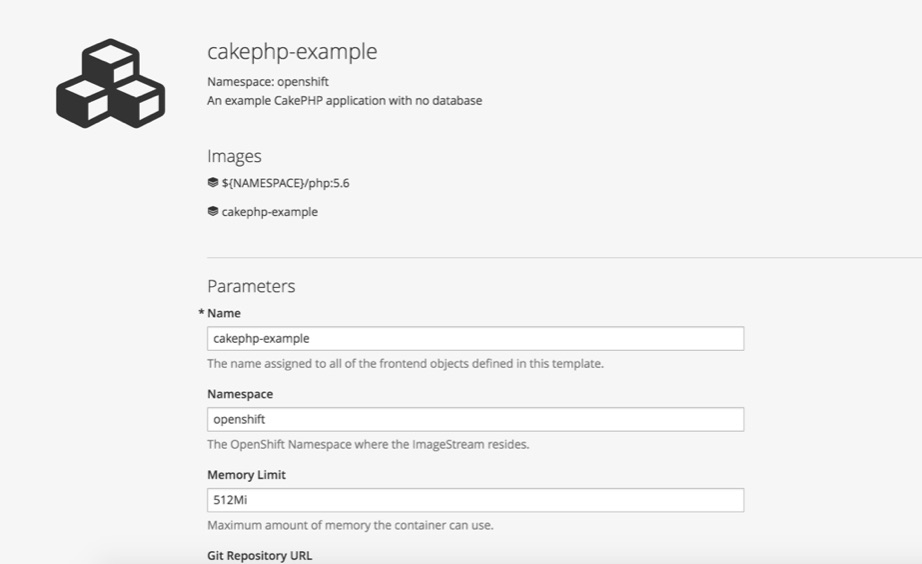 cakephp-example
Namespace: openshift
An example CakePHP application with no database
Images
${NAMESPACE}/php:5.6
cakephp-example
Parameters
* Name
cakephp-example
The name assigned to all of the frontend objects defined in this template.
Namespace
openshift
The OpenShift Namespace where the ImageStream resides.
Memory Limit
512Mi
Maximum amount of memory the container can use.
Git Repository URL